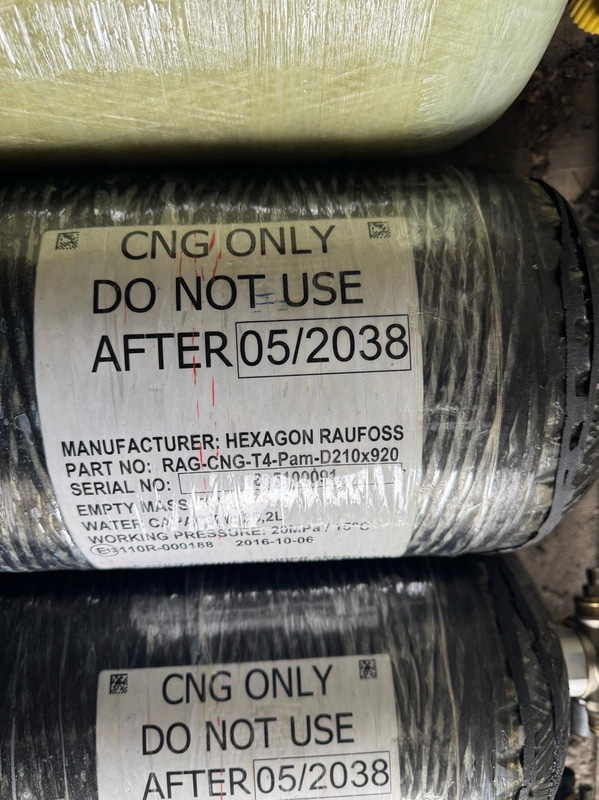 CNG ONLY
DO NOT USE
AFTER 05/2038
MANUFACTURER: HEXAGON RAUFOSS
PART NO: RAG-CNG-T4-Pam-D210x920
SERIAL NO:
EMPTY MASS
WATER CAPACITY:
WORKING PRESSURE: 20MPa / 15°C
110R-000188 2016-10-06
CNG ONLY
DO NOT USE
AFTER 05/2038